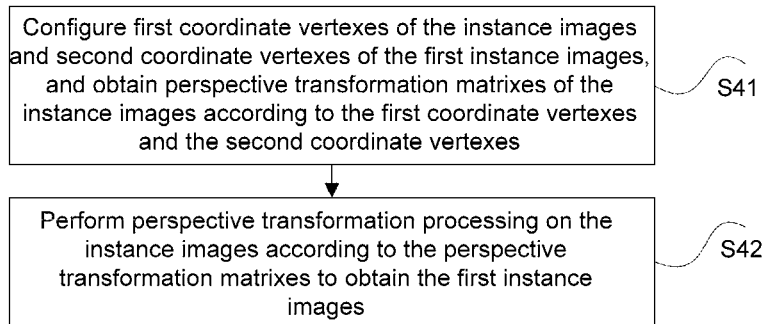 Configure first coordinate vertexes of the instance images
and second coordinate vertexes of the first instance images,
and obtain perspective transformation matrixes of the
instance images according to the first coordinate vertexes
and the second coordinate vertexes
S41
Perform perspective transformation processing on the
instance images according to the perspective
transformation matrixes to obtain the first instance
images
S42